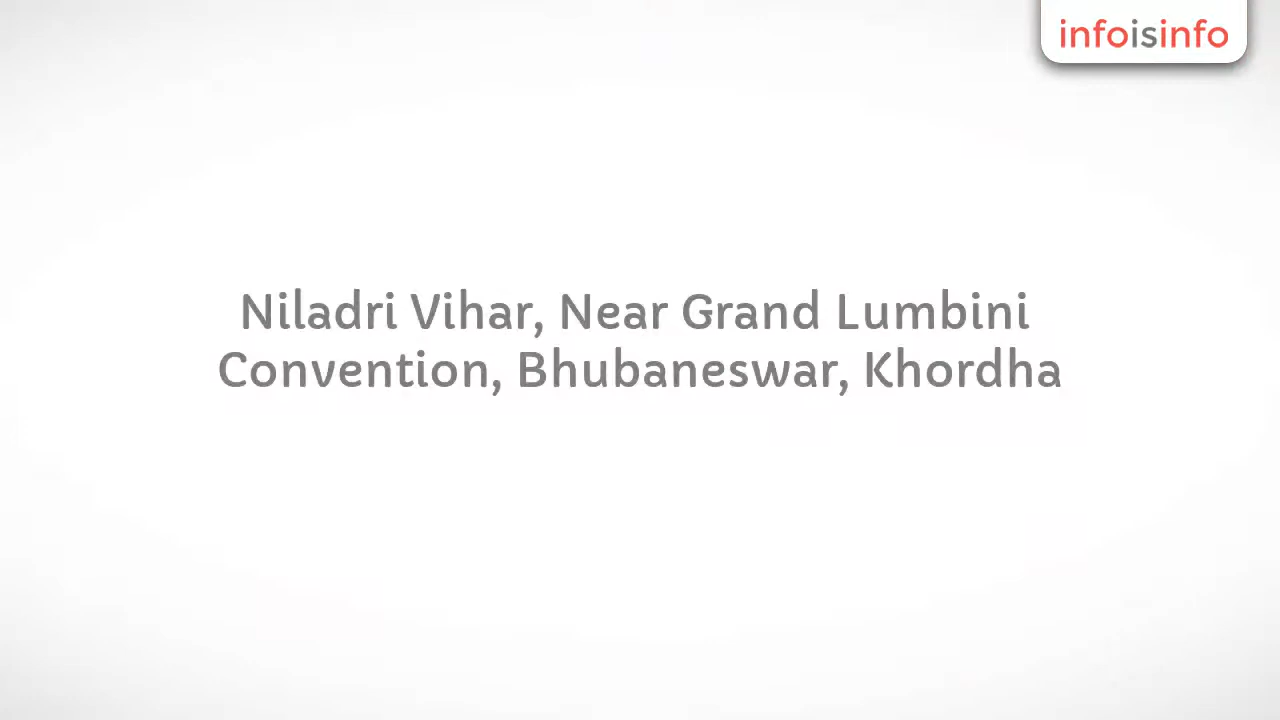 infoisinfo
Niladri Vihar, Near Grand Lumbini
Convention, Bhubaneswar, Khordha